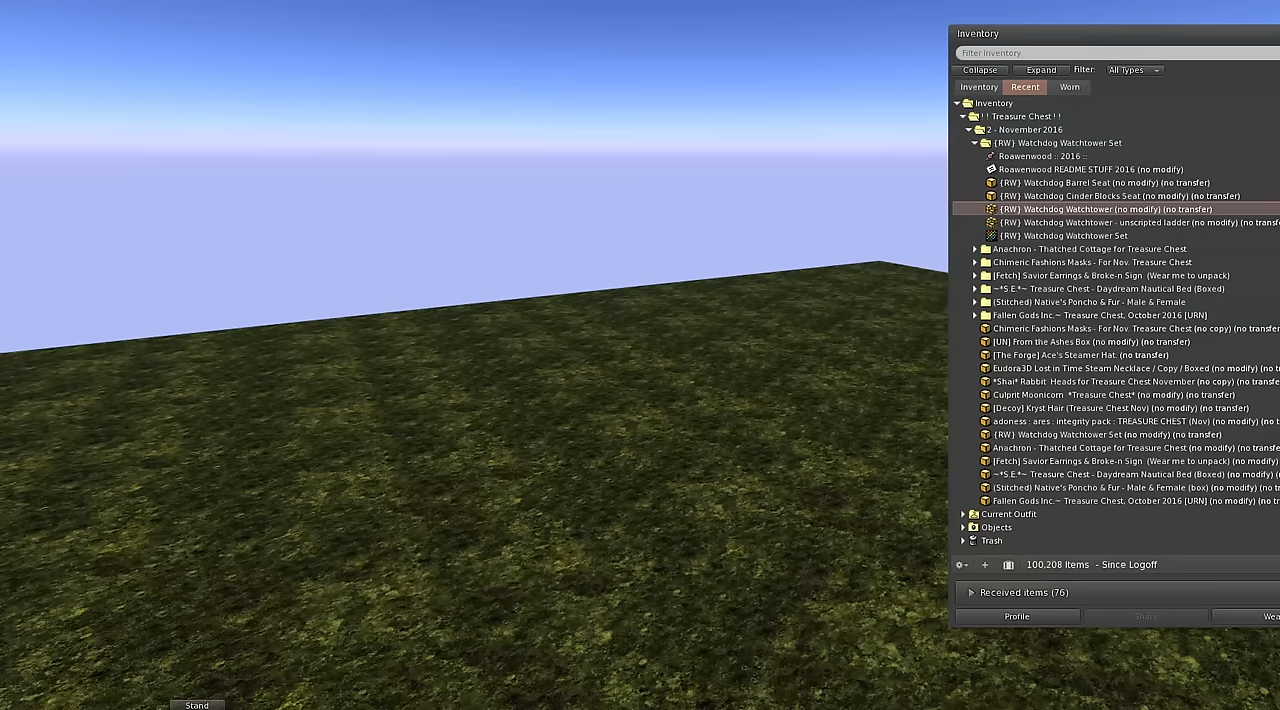 Inventory
Filter Inventory
Collapse Expand Filter: All Types
Inventory Recent Worn
Inventory
! ! Treasure Chest ! !
2 - November 2016
{RW} Watchdog Watchtower Set
Roawenwood :: 2016 ::
Roawenwood README STUFF 2016 (no modify)
{RW} Watchdog Barrel Seat (no modify) (no transfer)
{RW} Watchdog Cinder Blocks Seat (no modify) (no transfer)
{RW} Watchdog Watchtower (no modify) (no transfer)
{RW} Watchdog Watchtower - unscripted ladder (no modify) (no transfe
{RW} Watchdog Watchtower Set
Anachron - Thatched Cottage for Treasure Chest
Chimeric Fashions Masks - For Nov. Treasure Chest
[Fetch] Savior Earrings & Broke-n Sign (Wear me to unpack)
~*S.E.*~ Treasure Chest - Daydream Nautical Bed (Boxed)
(Stitched) Native's Poncho & Fur - Male & Female
Fallen Gods Inc.~ Treasure Chest, October 2016 [URN]
Chimeric Fashions Masks - For Nov. Treasure Chest (no copy) (no transfer
[UN] From the Ashes Box (no modify) (no transfer)
[The Forge] Ace's Steamer Hat. (no transfer)
Eudora3D Lost in Time Steam Necklace / Copy / Boxed (no modify) (no t
*Shai* Rabbit Heads for Treasure Chest November (no copy) (no transfe
Culprit Moonicorn *Treasure Chest* (no modify) (no transfer)
[Decoy] Kryst Hair (Treasure Chest Nov) (no modify) (no transfer)
adoness : ares : integrity pack : TREASURE CHEST (Nov) (no modify) (no
{RW} Watchdog Watchtower Set (no modify) (no transfer)
Anachron - Thatched Cottage for Treasure Chest (no modify) (no transfe
[Fetch] Savior Earrings & Broke-n Sign (Wear me to unpack) (no modify)
~*S.E.*~ Treasure Chest - Daydream Nautical Bed (Boxed) (no modify) (
(Stitched) Native's Poncho & Fur - Male & Female (box) (no modify) (no t
Fallen Gods Inc.~ Treasure Chest, October 2016 [URN] (no modify) (no t
Current Outfit
Objects
Trash
100,208 Items - Since Logoff
Received items (76)
Profile Share Wea
Stand